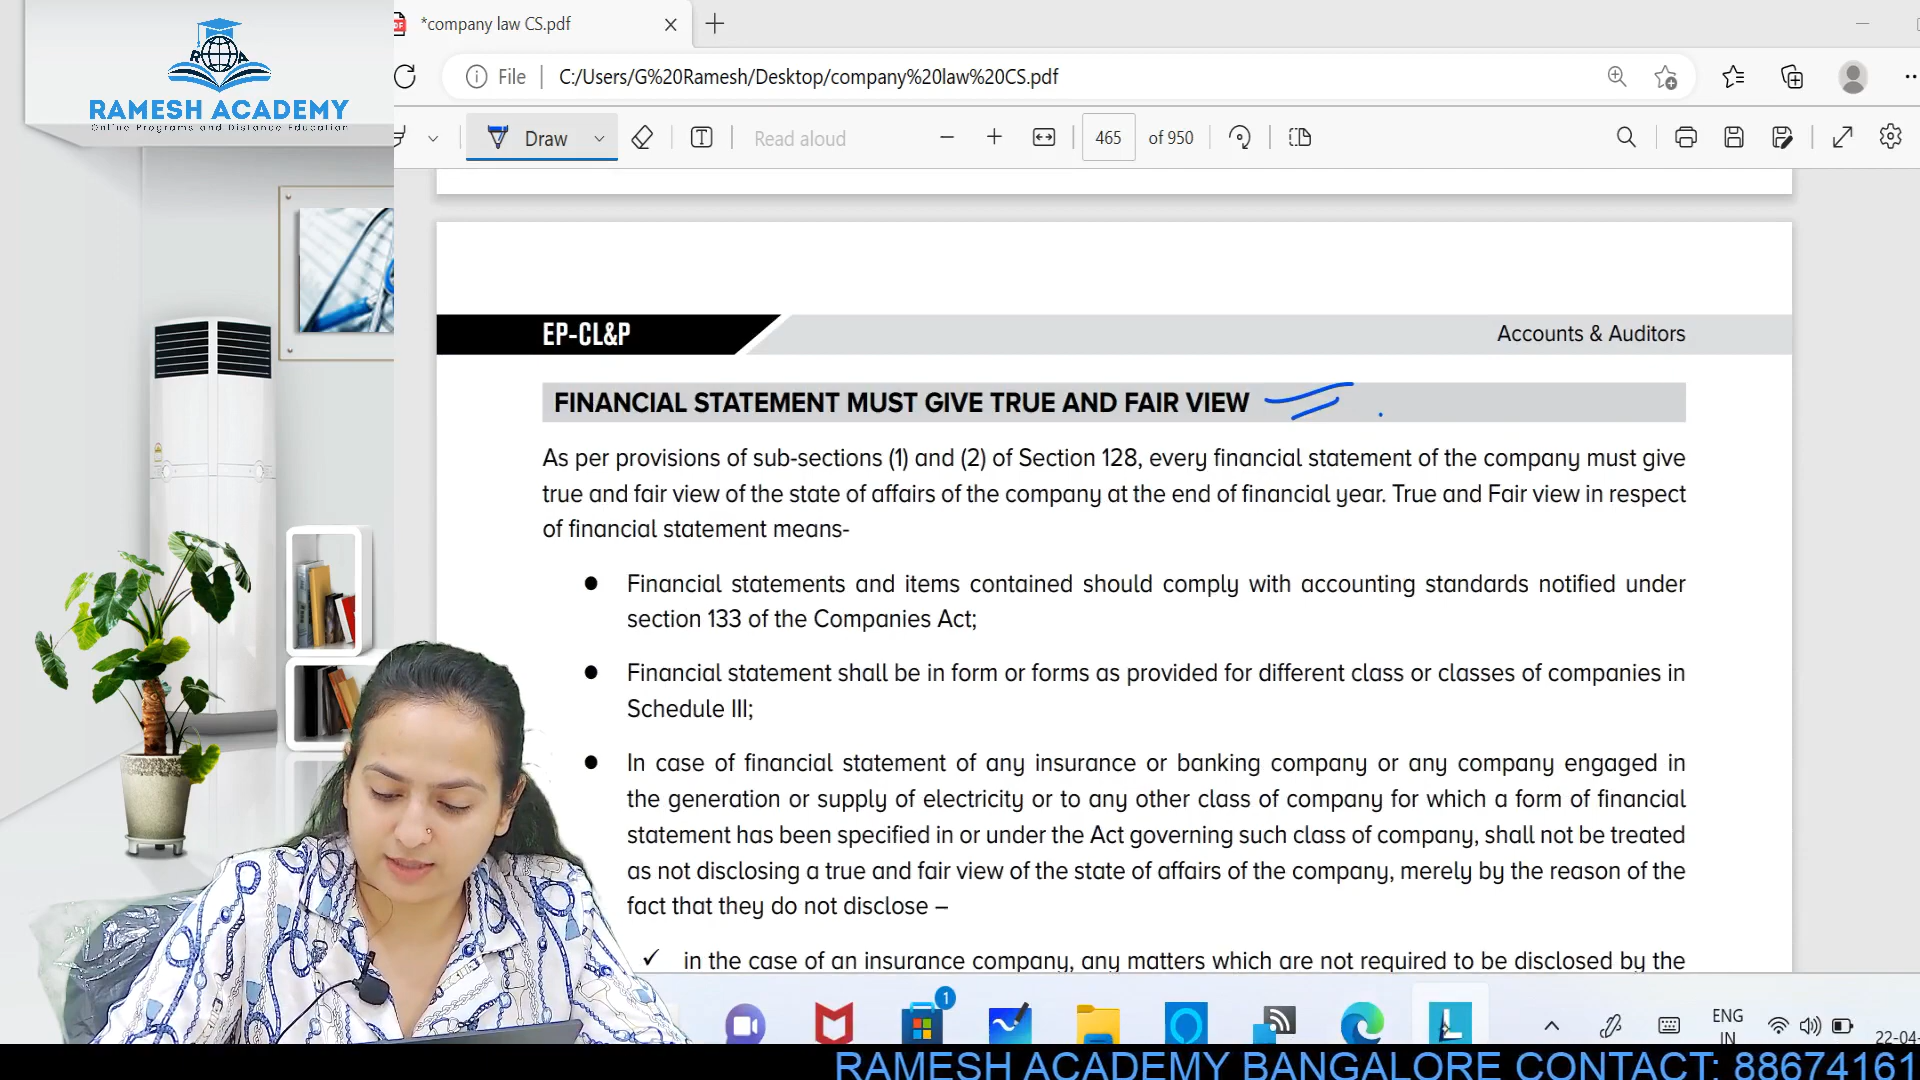 *company law CS.pdf
RAMESH ACADEMY
Online Programs and Distance Education
File
C:/Users/G%20Ramesh/Desktop/company%20law%20CS.pdf
Draw
Read aloud
465
of 950
EP-CL&P
Accounts & Auditors
FINANCIAL STATEMENT MUST GIVE TRUE AND FAIR VIEW
As per provisions of sub-sections (1) and (2) of Section 128, every financial statement of the company must give
true and fair view of the state of affairs of the company at the end of financial year. True and Fair view in respect
of financial statement means-
● Financial statements and items contained should comply with accounting standards notified under
section 133 of the Companies Act;
● Financial statement shall be in form or forms as provided for different class or classes of companies in
Schedule III;
● In case of financial statement of any insurance or banking company or any company engaged in
the generation or supply of electricity or to any other class of company for which a form of financial
statement has been specified in or under the Act governing such class of company, shall not be treated
as not disclosing a true and fair view of the state of affairs of the company, merely by the reason of the
fact that they do not disclose –
✓ in the case of an insurance company, any matters which are not required to be disclosed by the
1
ENG
IN
22-04-
RAMESH ACADEMY BANGALORE CONTACT: 88674161